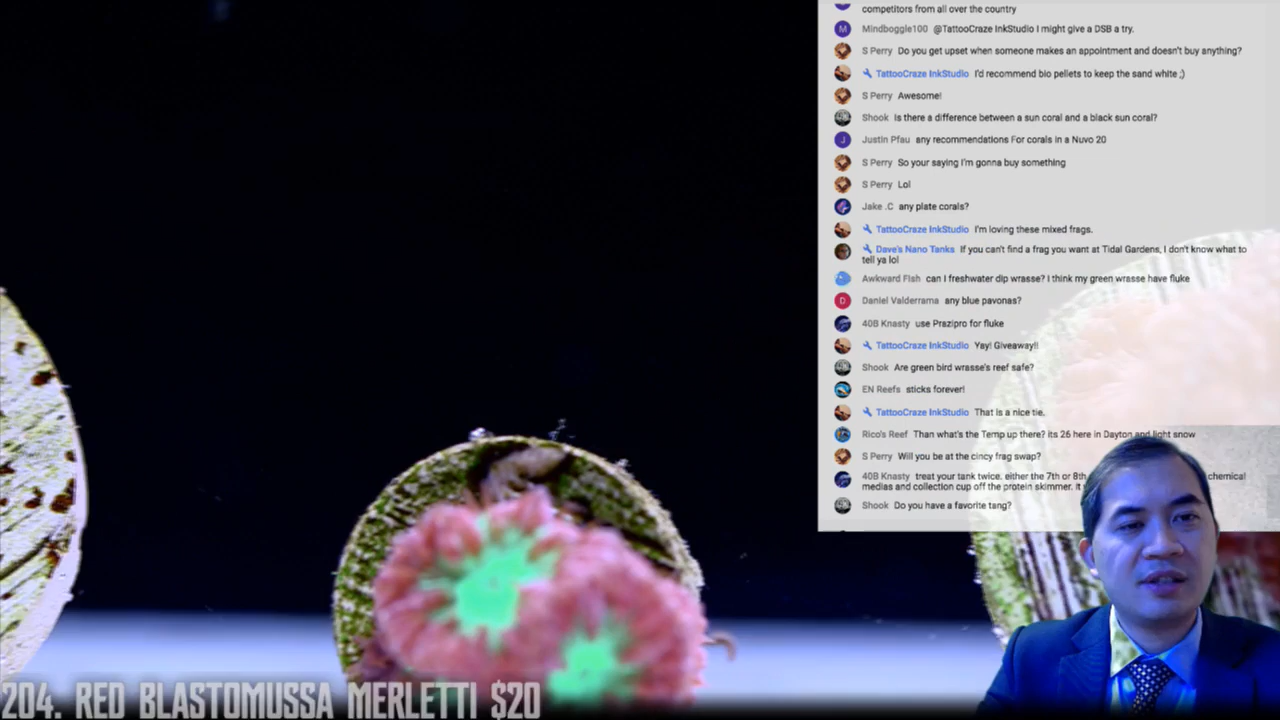 competitors from all over the country
M Mindboggle100 @TattooCraze InkStudio I might give a DSB a try.
S Perry Do you get upset when someone makes an appointment and doesn't buy anything?
TattooCraze InkStudio I'd recommend bio pellets to keep the sand white ;)
S Perry Awesome!
Shook Is there a difference between a sun coral and a black sun coral?
J Justin Pfau any recommendations For corals in a Nuvo 20
S Perry So your saying I'm gonna buy something
S Perry Lol
Jake .C any plate corals?
TattooCraze InkStudio I'm loving these mixed frags.
Dave's Nano Tanks If you can't find a frag you want at Tidal Gardens, I don't know what to
tell ya lol
Awkward Fish can I freshwater dip wrasse? I think my green wrasse have fluke
D Daniel Valderrama any blue pavonas?
40B Knasty use Prazipro for fluke
TattooCraze InkStudio Yay! Giveaway!!
Shook Are green bird wrasse's reef safe?
EN Reefs sticks forever!
TattooCraze InkStudio That is a nice tie.
Rico's Reef Than what's the Temp up there? its 26 here in Dayton and light snow
S Perry Will you be at the cincy frag swap?
40B Knasty treat your tank twice. either the 7th or 8th chemical
medias and collection cup off the protein skimmer. It
Shook Do you have a favorite tang?
204. RED BLASTOMUSSA MERLETTI $20